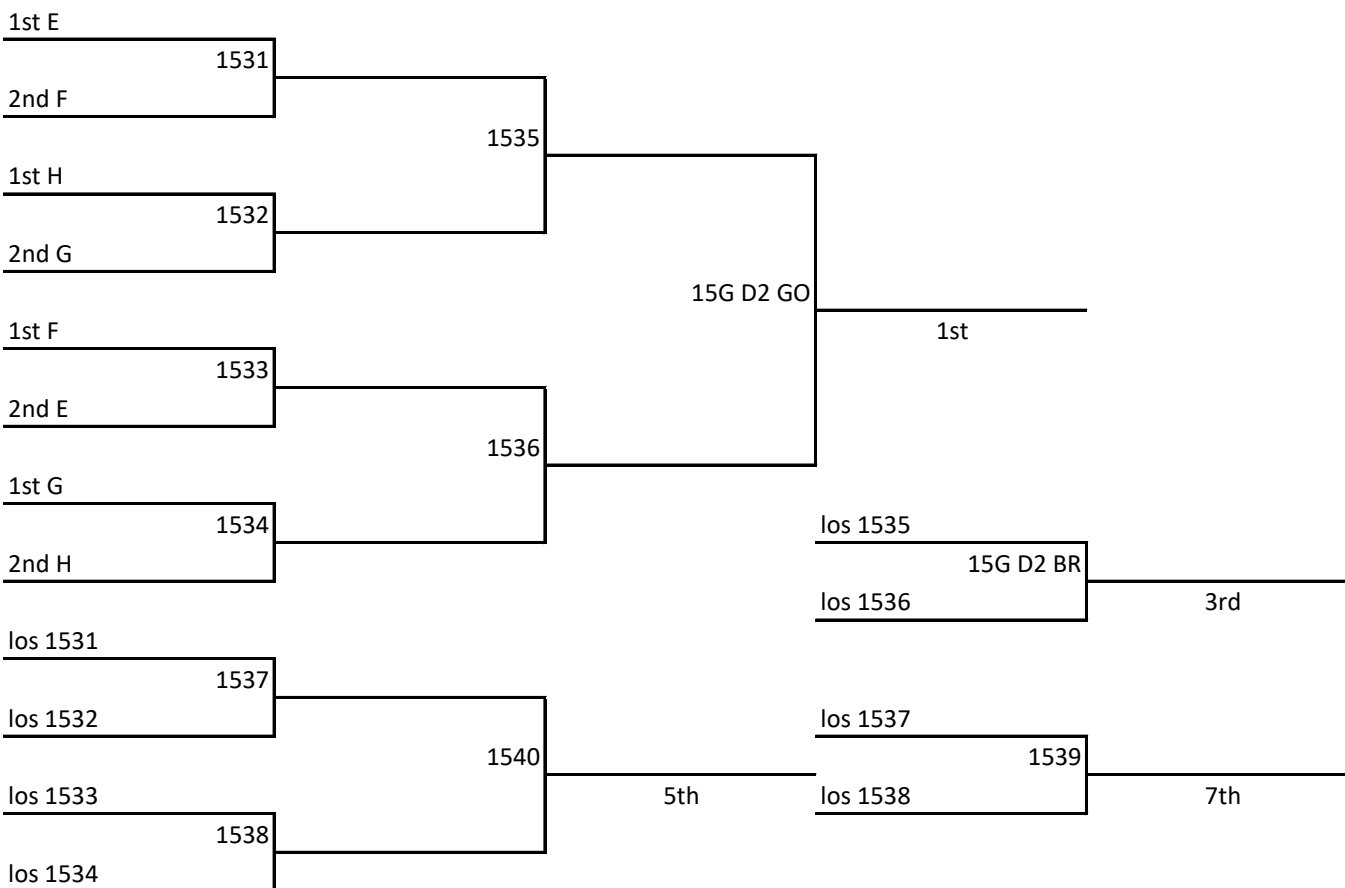 1st E
1531
2nd F
1535
1st H
1532
2nd G
15G D2 GO
1st F
1st
1533
2nd E
1536
1st G
1534
los 1535
2nd H
15G D2 BR
los 1536
3rd
los 1531
1537
los 1532
los 1537
1540
1539
los 1533
5th
los 1538
7th
1538
los 1534